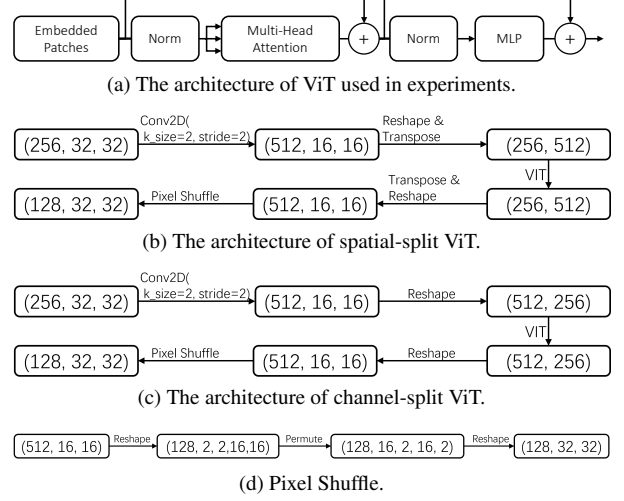 Embedded Patches
Norm
Multi-Head Attention
+
Norm
MLP
+
(a) The architecture of ViT used in experiments.
(256, 32, 32)
Conv2D(
k_size=2, stride=2)
(512, 16, 16)
Reshape &
Transpose
(256, 512)
VIT
(128, 32, 32)
Pixel Shuffle
(512, 16, 16)
Transpose &
Reshape
(256, 512)
(b) The architecture of spatial-split ViT.
(256, 32, 32)
Conv2D(
k_size=2, stride=2)
(512, 16, 16)
Reshape
(512, 256)
VIT
(128, 32, 32)
Pixel Shuffle
(512, 16, 16)
Reshape
(512, 256)
(c) The architecture of channel-split ViT.
(512, 16, 16)
Reshape
(128, 2, 2,16,16)
Permute
(128, 16, 2, 16, 2)
Reshape
(128, 32, 32)
(d) Pixel Shuffle.